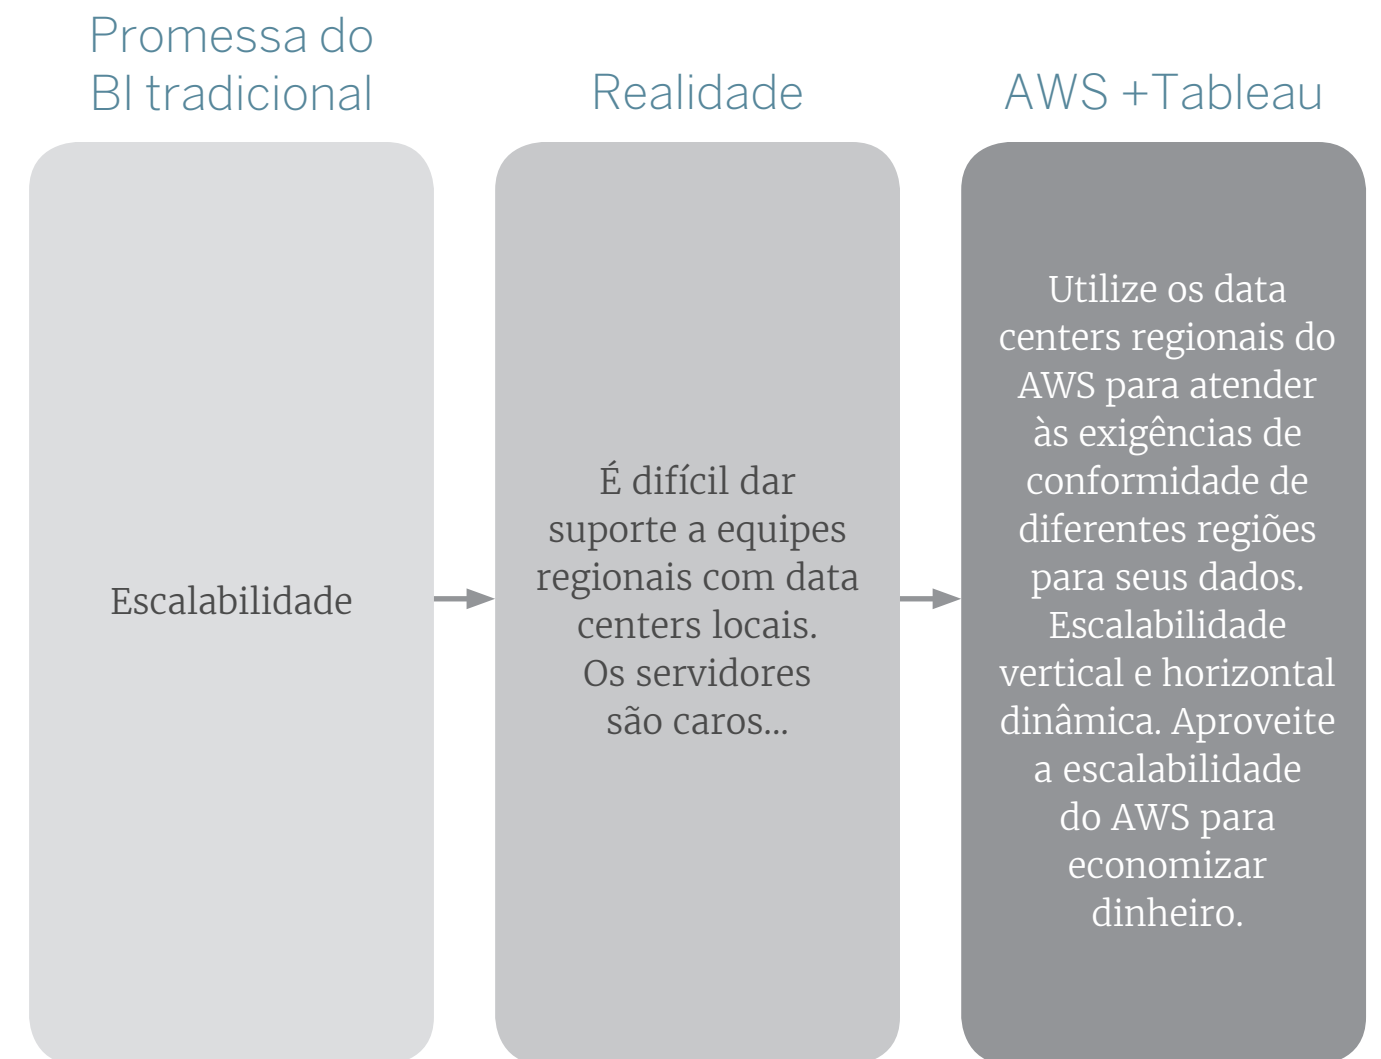 Promessa do
BI tradicional
Realidade
AWS +Tableau
Escalabilidade
É difícil dar
suporte a equipes
regionais com data
centers locais.
Os servidores
são caros...
Utilize os data
centers regionais do
AWS para atender
às exigências de
conformidade de
diferentes regiões
para seus dados.
Escalabilidade
vertical e horizontal
dinâmica. Aproveite
a escalabilidade
do AWS para
economizar
dinheiro.